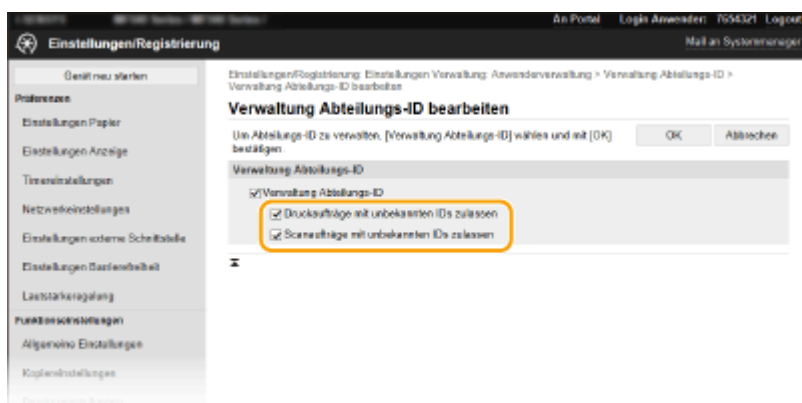 An Portal Login Anwender: 7654321 Logout
Einstellungen/Registrierung
Mail an Systemmanager
Gerät neu starten
Präferenzen
Einstellungen Papier
Einstellungen Anzeige
Timereinstellungen
Netzwerkeinstellungen
Einstellungen externe Schnittstelle
Einstellungen Barrierefreiheit
Lautstärkeregelung
Funktionseinstellungen
Allgemeine Einstellungen
Kopiereinstellungen
Einstellungen/Registrierung: Einstellungen Verwaltung: Anwenderverwaltung > Verwaltung Abteilungs-ID >
Verwaltung Abteilungs-ID bearbeiten
Verwaltung Abteilungs-ID bearbeiten
Um Abteilungs-ID zu verwalten, [Verwaltung Abteilungs-ID] wählen und mit [OK]
bestätigen.
OK
Abbrechen
Verwaltung Abteilungs-ID
Verwaltung Abteilungs-ID
Druckaufträge mit unbekannten IDs zulassen
Scanaufträge mit unbekannten IDs zulassen